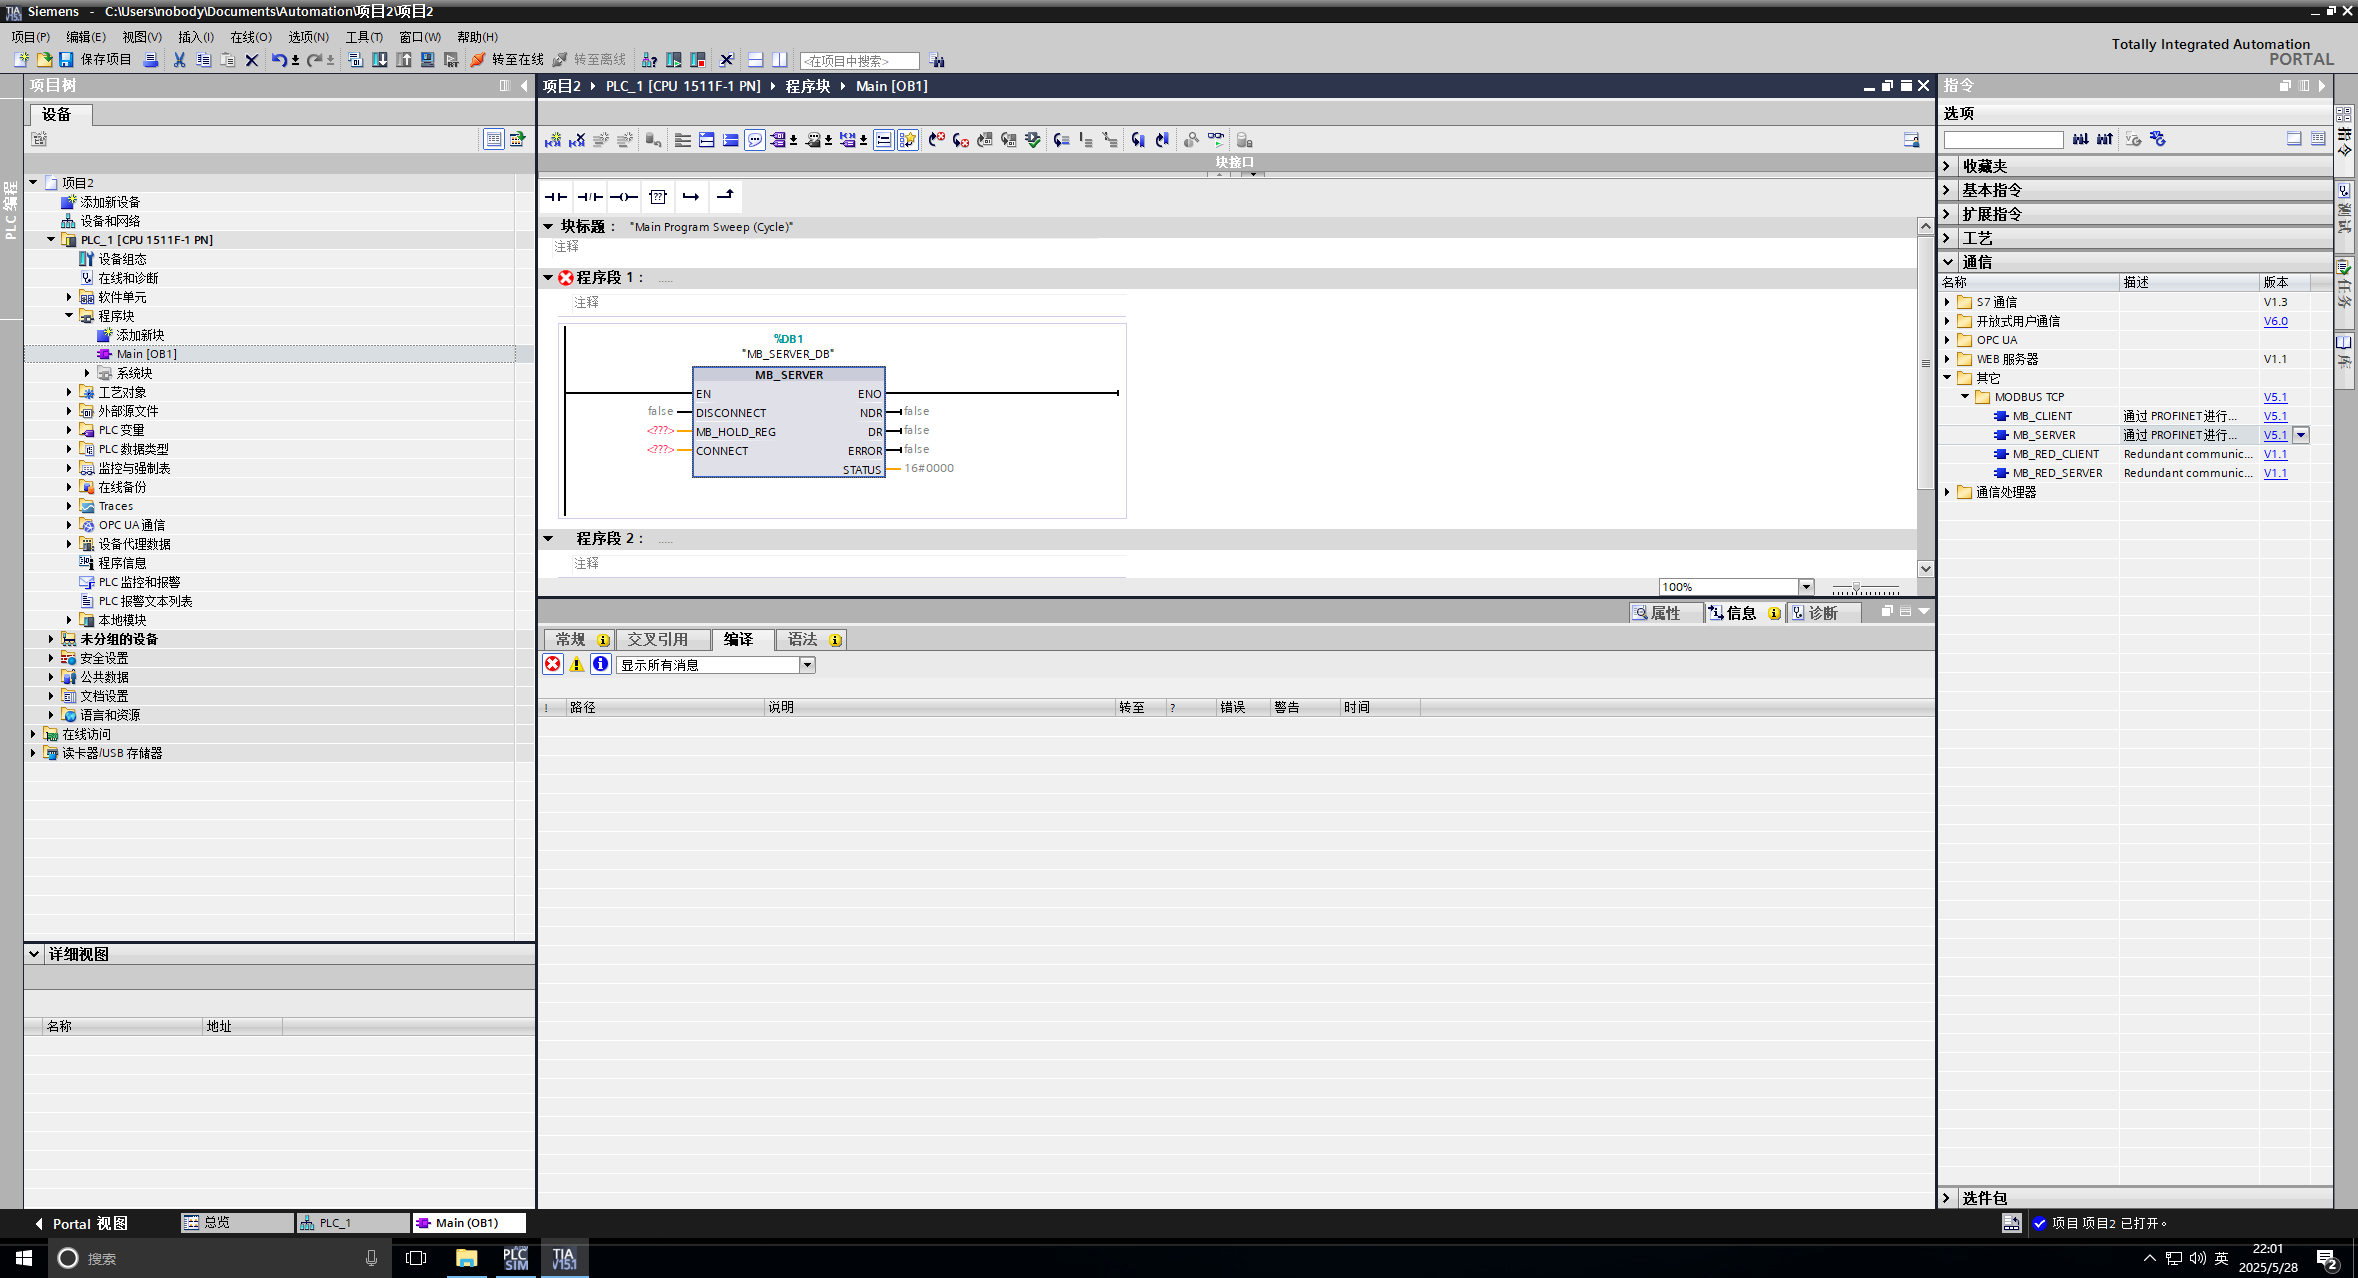 Siemens - C:\Users\nobody\Documents\Automation\项目2\项目2
项目(P) 编辑(E) 视图(V) 插入(I) 在线(O) 选项(N) 工具(T) 窗口(W) 帮助(H)
保存项目 转至在线 转至离线 <在项目中搜索>
Totally Integrated Automation
PORTAL
PLC 编程
项目树
设备
项目2
添加新设备
设备和网络
PLC_1 [CPU 1511F-1 PN]
设备组态
在线和诊断
软件单元
程序块
添加新块
Main [OB1]
系统块
工艺对象
外部源文件
PLC 变量
PLC 数据类型
监控与强制表
在线备份
Traces
OPC UA 通信
设备代理数据
程序信息
PLC 监控和报警
PLC 报警文本列表
本地模块
未分组的设备
安全设置
公共数据
文档设置
语言和资源
在线访问
读卡器/USB 存储器
详细视图
名称 地址
项目2 PLC_1 [CPU 1511F-1 PN] 程序块 Main [OB1]
块接口
块标题： "Main Program Sweep (Cycle)"
注释
程序段 1： .....
注释
%DB1
"MB_SERVER_DB"
MB_SERVER
EN ENO
false DISCONNECT NDR false
<???> MB_HOLD_REG DR false
<???> CONNECT ERROR false
STATUS 16#0000
程序段 2： .....
注释
100%
属性 信息 诊断
常规 交叉引用 编译 语法
显示所有消息
! 路径 说明 转至 ? 错误 警告 时间
指令
选项
收藏夹
基本指令
扩展指令
工艺
通信
名称 描述 版本
S7 通信 V1.3
开放式用户通信 V6.0
OPC UA
WEB 服务器 V1.1
其它
MODBUS TCP V5.1
MB_CLIENT 通过 PROFINET 进行... V5.1
MB_SERVER 通过 PROFINET 进行... V5.1
MB_RED_CLIENT Redundant communic... V1.1
MB_RED_SERVER Redundant communic... V1.1
通信处理器
选件包
指令
测试
任务
库
Portal 视图 总览 PLC_1 Main (OB1)
项目 项目2 已打开。
搜索
PLC SIM
TIA V15.1
英
22:01
2025/5/28
2